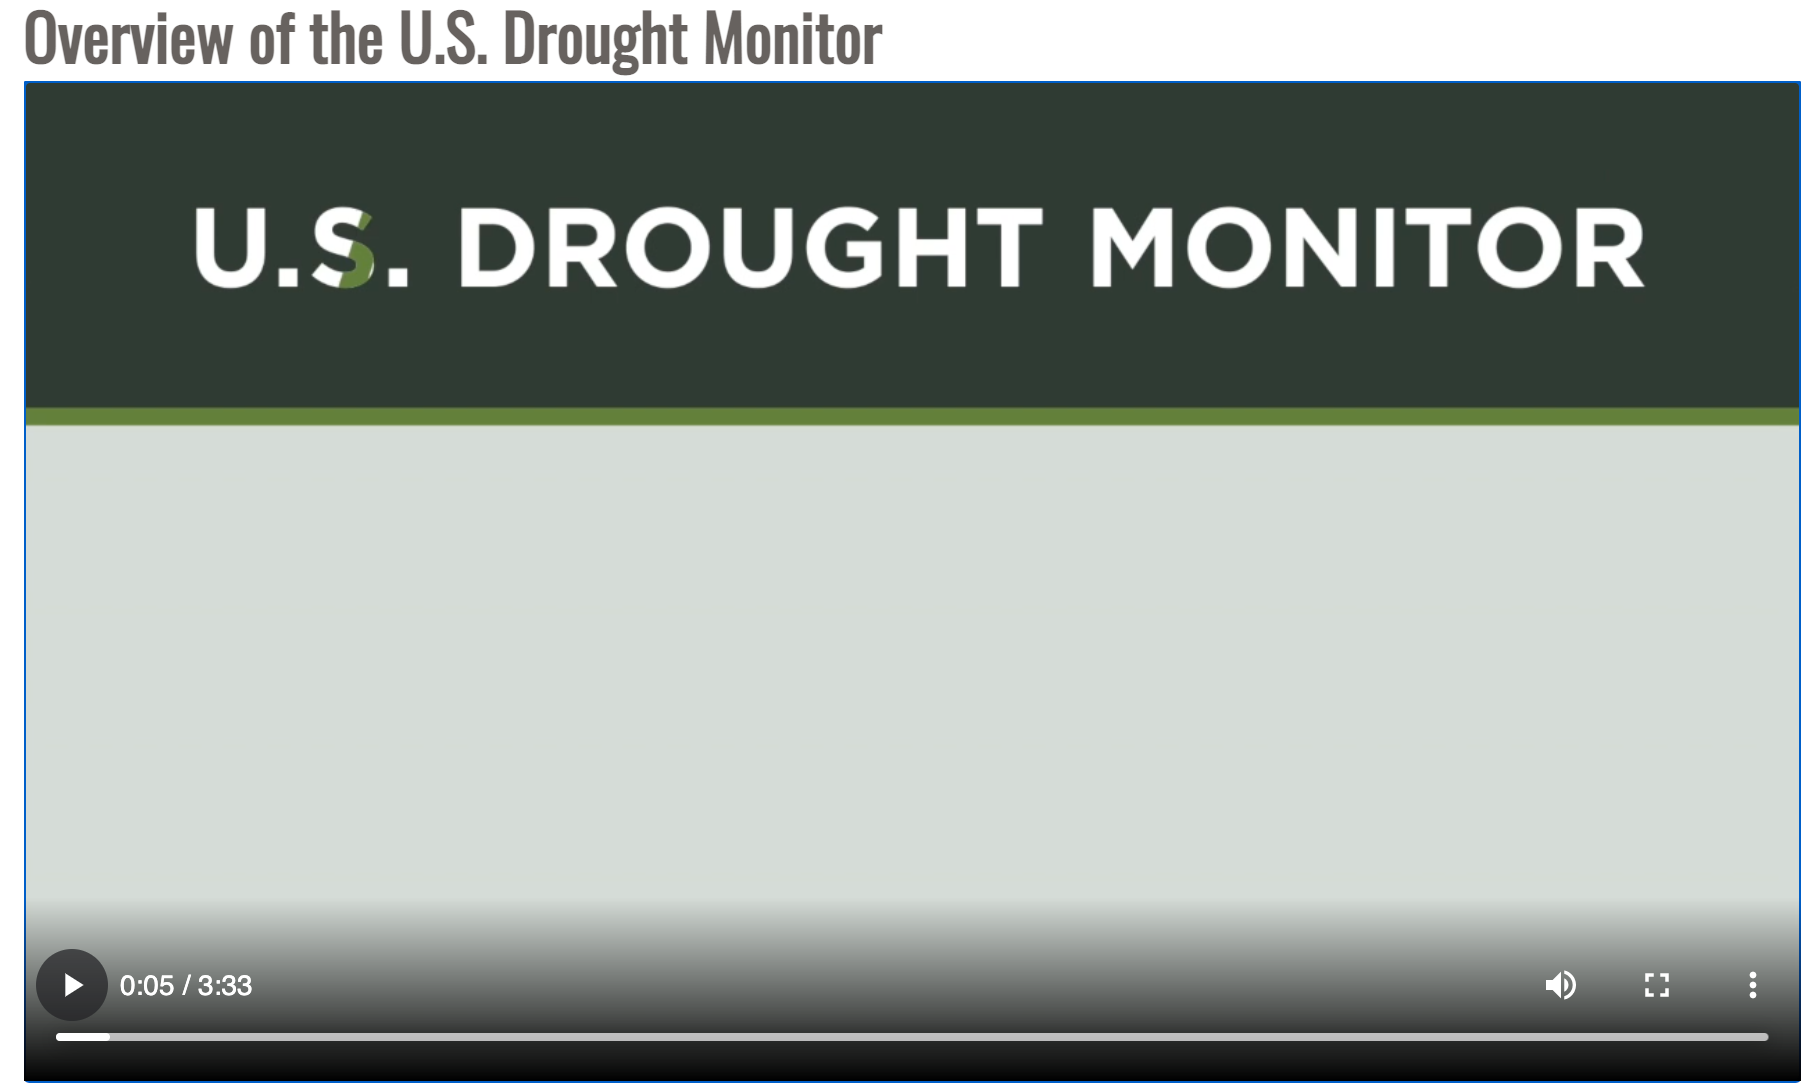 Overview of the U.S. Drought Monitor
U.S. DROUGHT MONITOR
0:05 / 3:33